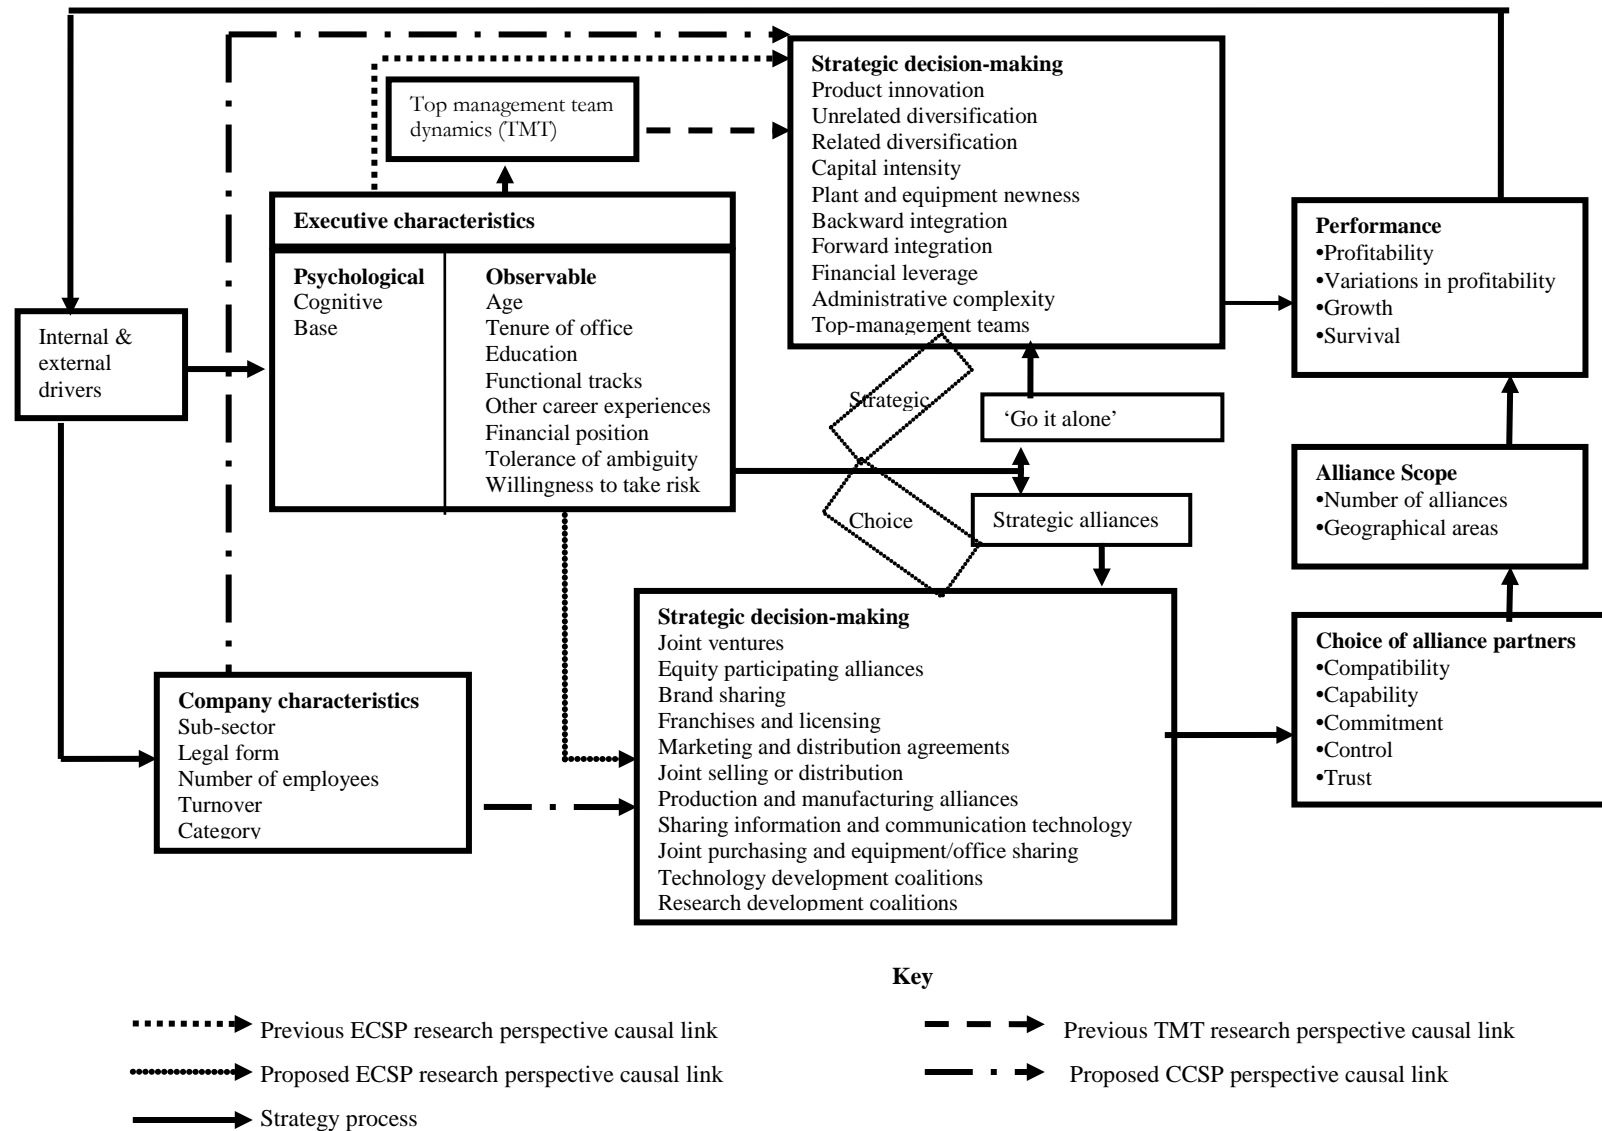 Strategic decision-making
Product innovation
Unrelated diversification
Related diversification
Capital intensity
Plant and equipment newness
Backward integration
Forward integration
Financial leverage
Administrative complexity
Top-management teams
Top management team
dynamics (TMT)
Executive characteristics
Psychological
Cognitive
Base
Observable
Age
Tenure of office
Education
Functional tracks
Other career experiences
Financial position
Tolerance of ambiguity
Willingness to take risk
Performance
•Profitability
•Variations in profitability
•Growth
•Survival
Internal &
external
drivers
Strategic
Choice
‘Go it alone’
Strategic alliances
Alliance Scope
•Number of alliances
•Geographical areas
Company characteristics
Sub-sector
Legal form
Number of employees
Turnover
Category
Strategic decision-making
Joint ventures
Equity participating alliances
Brand sharing
Franchises and licensing
Marketing and distribution agreements
Joint selling or distribution
Production and manufacturing alliances
Sharing information and communication technology
Joint purchasing and equipment/office sharing
Technology development coalitions
Research development coalitions
Choice of alliance partners
•Compatibility
•Capability
•Commitment
•Control
•Trust
Key
Previous ECSP research perspective causal link
Previous TMT research perspective causal link
Proposed ECSP research perspective causal link
Proposed CCSP perspective causal link
Strategy process